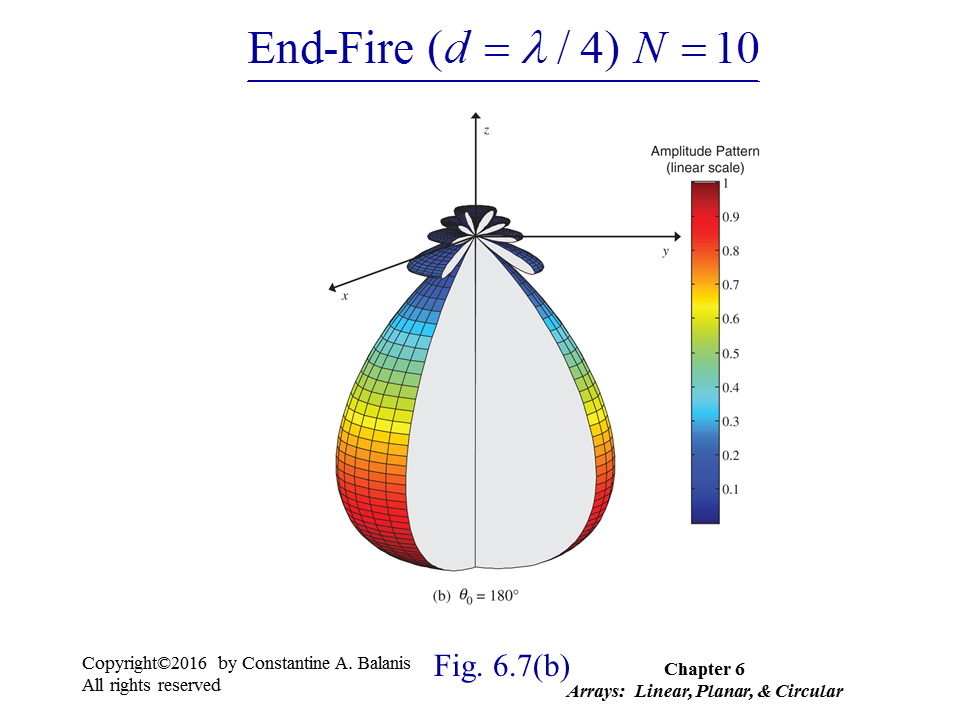 End-Fire (d = λ / 4) N = 10
z
Amplitude Pattern
(linear scale)
1
0.9
0.8
0.7
0.6
0.5
0.4
0.3
0.2
0.1
y
x
(b) θ₀ = 180°
Copyright©2016 by Constantine A. Balanis
All rights reserved
Fig. 6.7(b)
Chapter 6
Arrays: Linear, Planar, & Circular